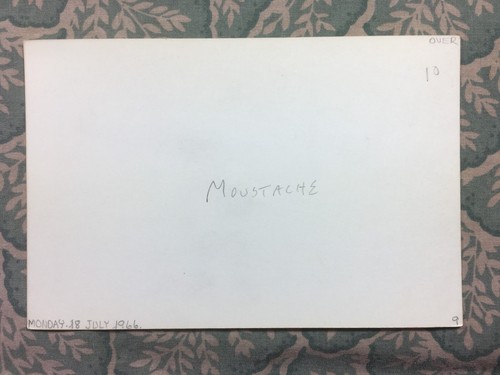 OVER
10
MOUSTACHE
MONDAY-18 JULY 1966.
9